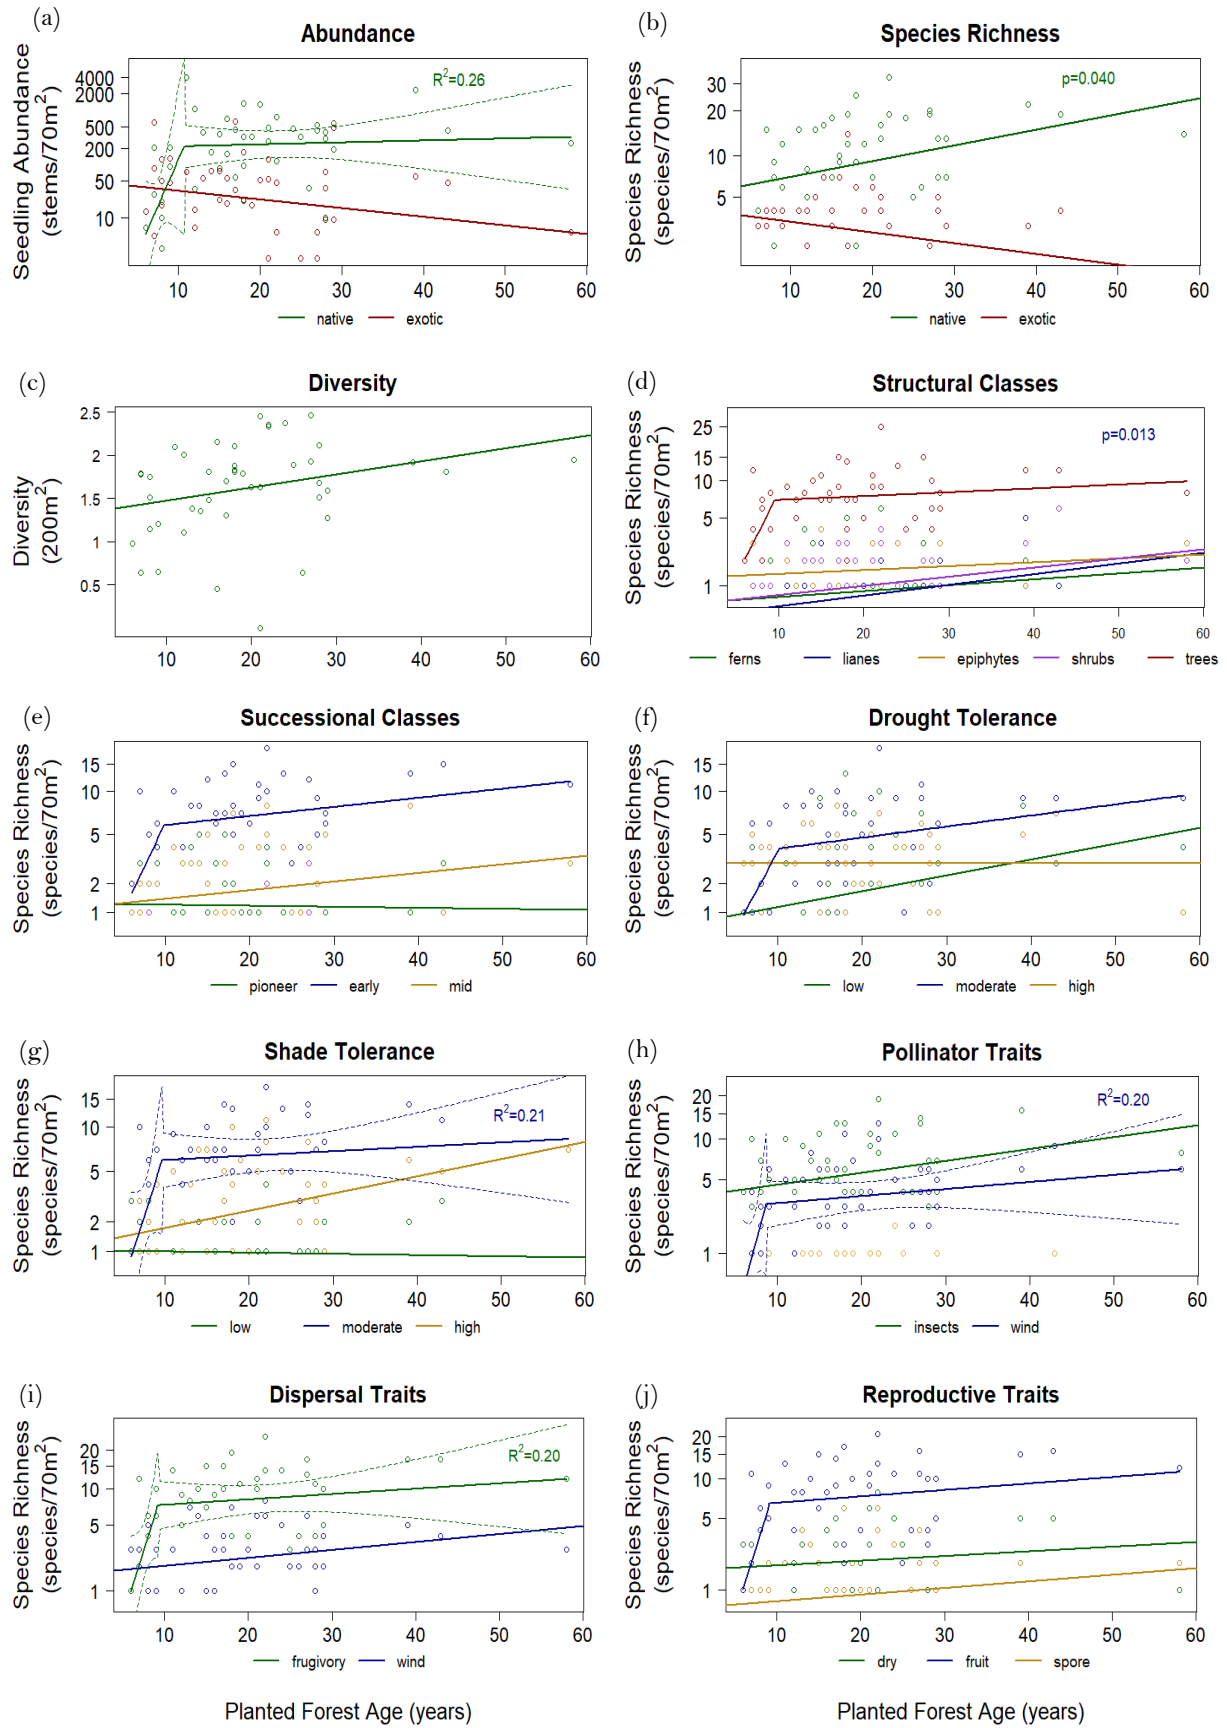 (a)
Abundance
Seedling Abundance
(stems/70m²)
4000
2000
500
200
50
10
R²=0.26
10 20 30 40 50 60
native exotic
(b)
Species Richness
Species Richness
(species/70m²)
30
20
10
5
p=0.040
10 20 30 40 50 60
native exotic
(c)
Diversity
Diversity
(200m²)
2.5
2
1.5
1
0.5
10 20 30 40 50 60
(d)
Structural Classes
Species Richness
(species/70m²)
25
15
10
5
1
p=0.013
10 20 30 40 50 60
ferns lianes epiphytes shrubs trees
(e)
Successional Classes
Species Richness
(species/70m²)
15
10
5
2
1
10 20 30 40 50 60
pioneer early mid
(f)
Drought Tolerance
Species Richness
(species/70m²)
15
10
5
2
1
10 20 30 40 50 60
low moderate high
(g)
Shade Tolerance
Species Richness
(species/70m²)
15
10
5
2
1
R²=0.21
10 20 30 40 50 60
low moderate high
(h)
Pollinator Traits
Species Richness
(species/70m²)
20
15
10
5
1
R²=0.20
10 20 30 40 50 60
insects wind
(i)
Dispersal Traits
Species Richness
(species/70m²)
20
15
10
5
1
R²=0.20
10 20 30 40 50 60
frugivory wind
(j)
Reproductive Traits
Species Richness
(species/70m²)
20
15
10
5
1
10 20 30 40 50 60
dry fruit spore
Planted Forest Age (years)
Planted Forest Age (years)